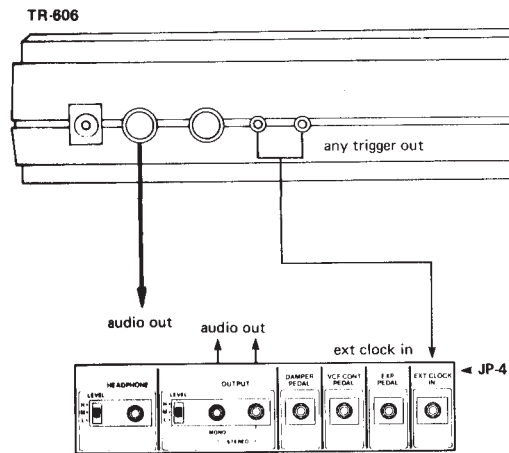 TR-606
any trigger out
audio out
audio out
ext clock in
JP-4
HEADPHONE
LEVEL
H
M
L
OUTPUT
LEVEL
H
M
L
MONO
STEREO
DAMPER
PEDAL
VCF CONT
PEDAL
EXP
PEDAL
EXT CLOCK
IN